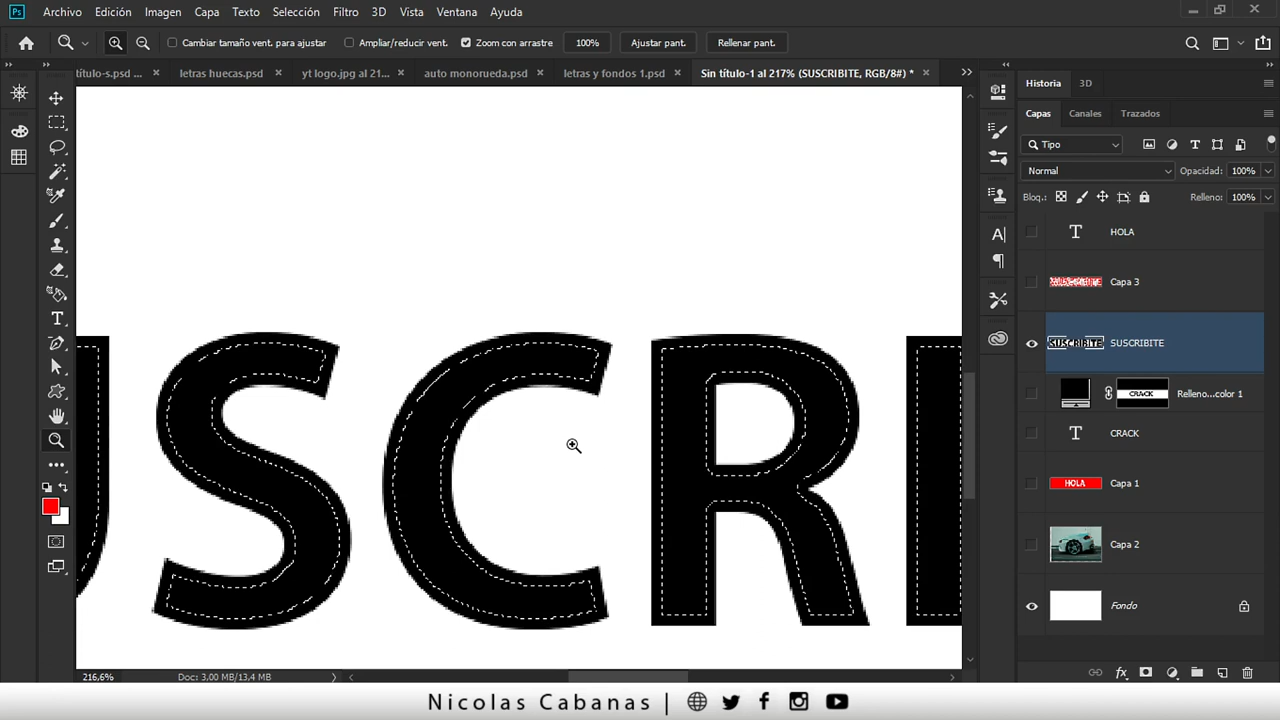 Ps Archivo Edición Imagen Capa Texto Selección Filtro 3D Vista Ventana Ayuda
Cambiar tamaño vent. para ajustar Ampliar/reducir vent. Zoom con arrastre 100% Ajustar pant. Rellenar pant.
título-s.psd ... × letras huecas.psd × yt logo.jpg al 21... × auto monorueda.psd × letras y fondos 1.psd × Sin título-1 al 217% (SUSCRIBITE, RGB/8#) * ×
Historia 3D
Capas Canales Trazados
Tipo
Normal Opacidad: 100%
Bloq.: Relleno: 100%
T HOLA
Capa 3
SUSCRIBITE SUSCRIBITE
CRACK Relleno...color 1
T CRACK
HOLA Capa 1
Capa 2
Fondo
USCRI
216,6% Doc: 3,00 MB/13,4 MB
Nicolas Cabanas |